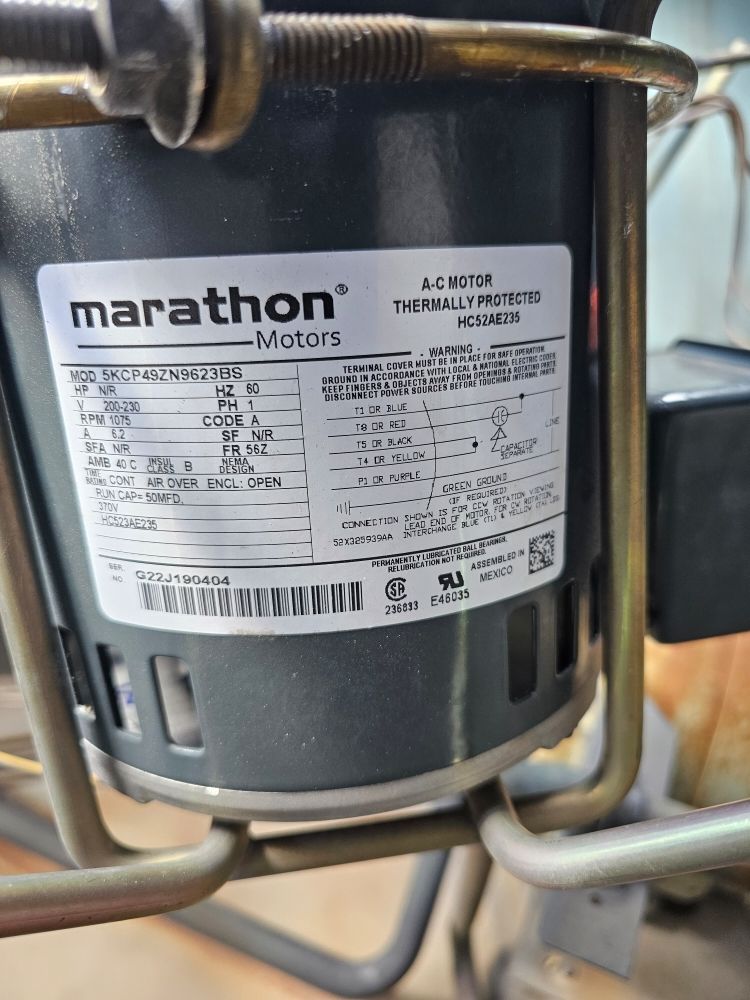 marathon®
Motors
A-C MOTOR
THERMALLY PROTECTED
HC52AE235
MOD 5KCP49ZN9623BS
HP N/R HZ 60
V 200-230 PH 1
RPM 1075 CODE A
A 6.2 SF N/R
SFA N/R FR 56Z
AMB 40 C INSUL CLASS B NEMA DESIGN
TIME RATING CONT AIR OVER ENCL: OPEN
RUN CAP= 50MFD.
370V
HC523AE235
- WARNING -
TERMINAL COVER MUST BE IN PLACE FOR SAFE OPERATION.
GROUND IN ACCORDANCE WITH LOCAL & NATIONAL ELECTRIC CODES.
KEEP FINGERS & OBJECTS AWAY FROM OPENINGS & ROTATING PARTS.
DISCONNECT POWER SOURCES BEFORE TOUCHING INTERNAL PARTS.
T1 OR BLUE
T8 OR RED
T5 OR BLACK
T4 OR YELLOW
P1 OR PURPLE
LINE
CAPACITOR
SEPARATE
GREEN GROUND
(IF REQUIRED)
CONNECTION SHOWN IS FOR CCW ROTATION VIEWING
LEAD END OF MOTOR. FOR CW ROTATION
52X325939AA INTERCHANGE BLUE (T1) & YELLOW (T4)
SER. NO G22J190404
PERMANENTLY LUBRICATED BALL BEARINGS.
RELUBRICATION NOT REQUIRED.
236833
E46035
ASSEMBLED IN
MEXICO